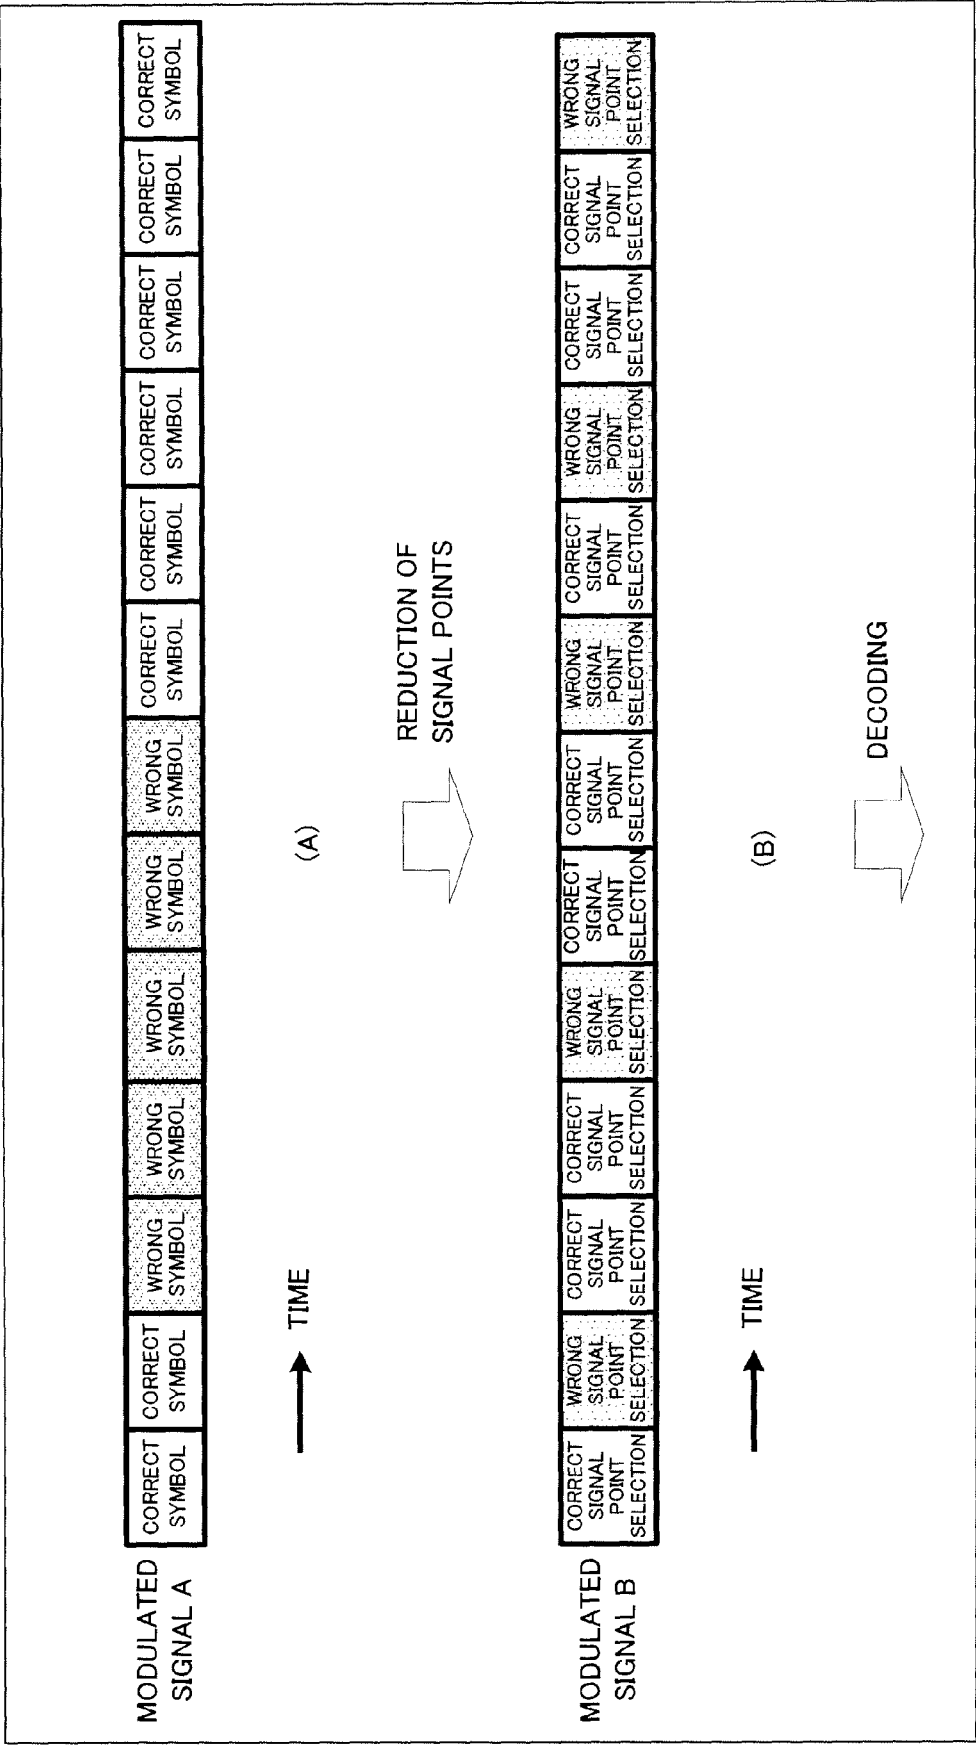 MODULATED
SIGNAL A
CORRECT
SYMBOL
CORRECT
SYMBOL
WRONG
SYMBOL
WRONG
SYMBOL
WRONG
SYMBOL
WRONG
SYMBOL
WRONG
SYMBOL
CORRECT
SYMBOL
CORRECT
SYMBOL
CORRECT
SYMBOL
CORRECT
SYMBOL
CORRECT
SYMBOL
CORRECT
SYMBOL
TIME
(A)
REDUCTION OF
SIGNAL POINTS
MODULATED
SIGNAL B
CORRECT
SIGNAL
POINT
SELECTION
WRONG
SIGNAL
POINT
SELECTION
CORRECT
SIGNAL
POINT
SELECTION
CORRECT
SIGNAL
POINT
SELECTION
WRONG
SIGNAL
POINT
SELECTION
CORRECT
SIGNAL
POINT
SELECTION
CORRECT
SIGNAL
POINT
SELECTION
WRONG
SIGNAL
POINT
SELECTION
CORRECT
SIGNAL
POINT
SELECTION
WRONG
SIGNAL
POINT
SELECTION
CORRECT
SIGNAL
POINT
SELECTION
CORRECT
SIGNAL
POINT
SELECTION
WRONG
SIGNAL
POINT
SELECTION
TIME
(B)
DECODING